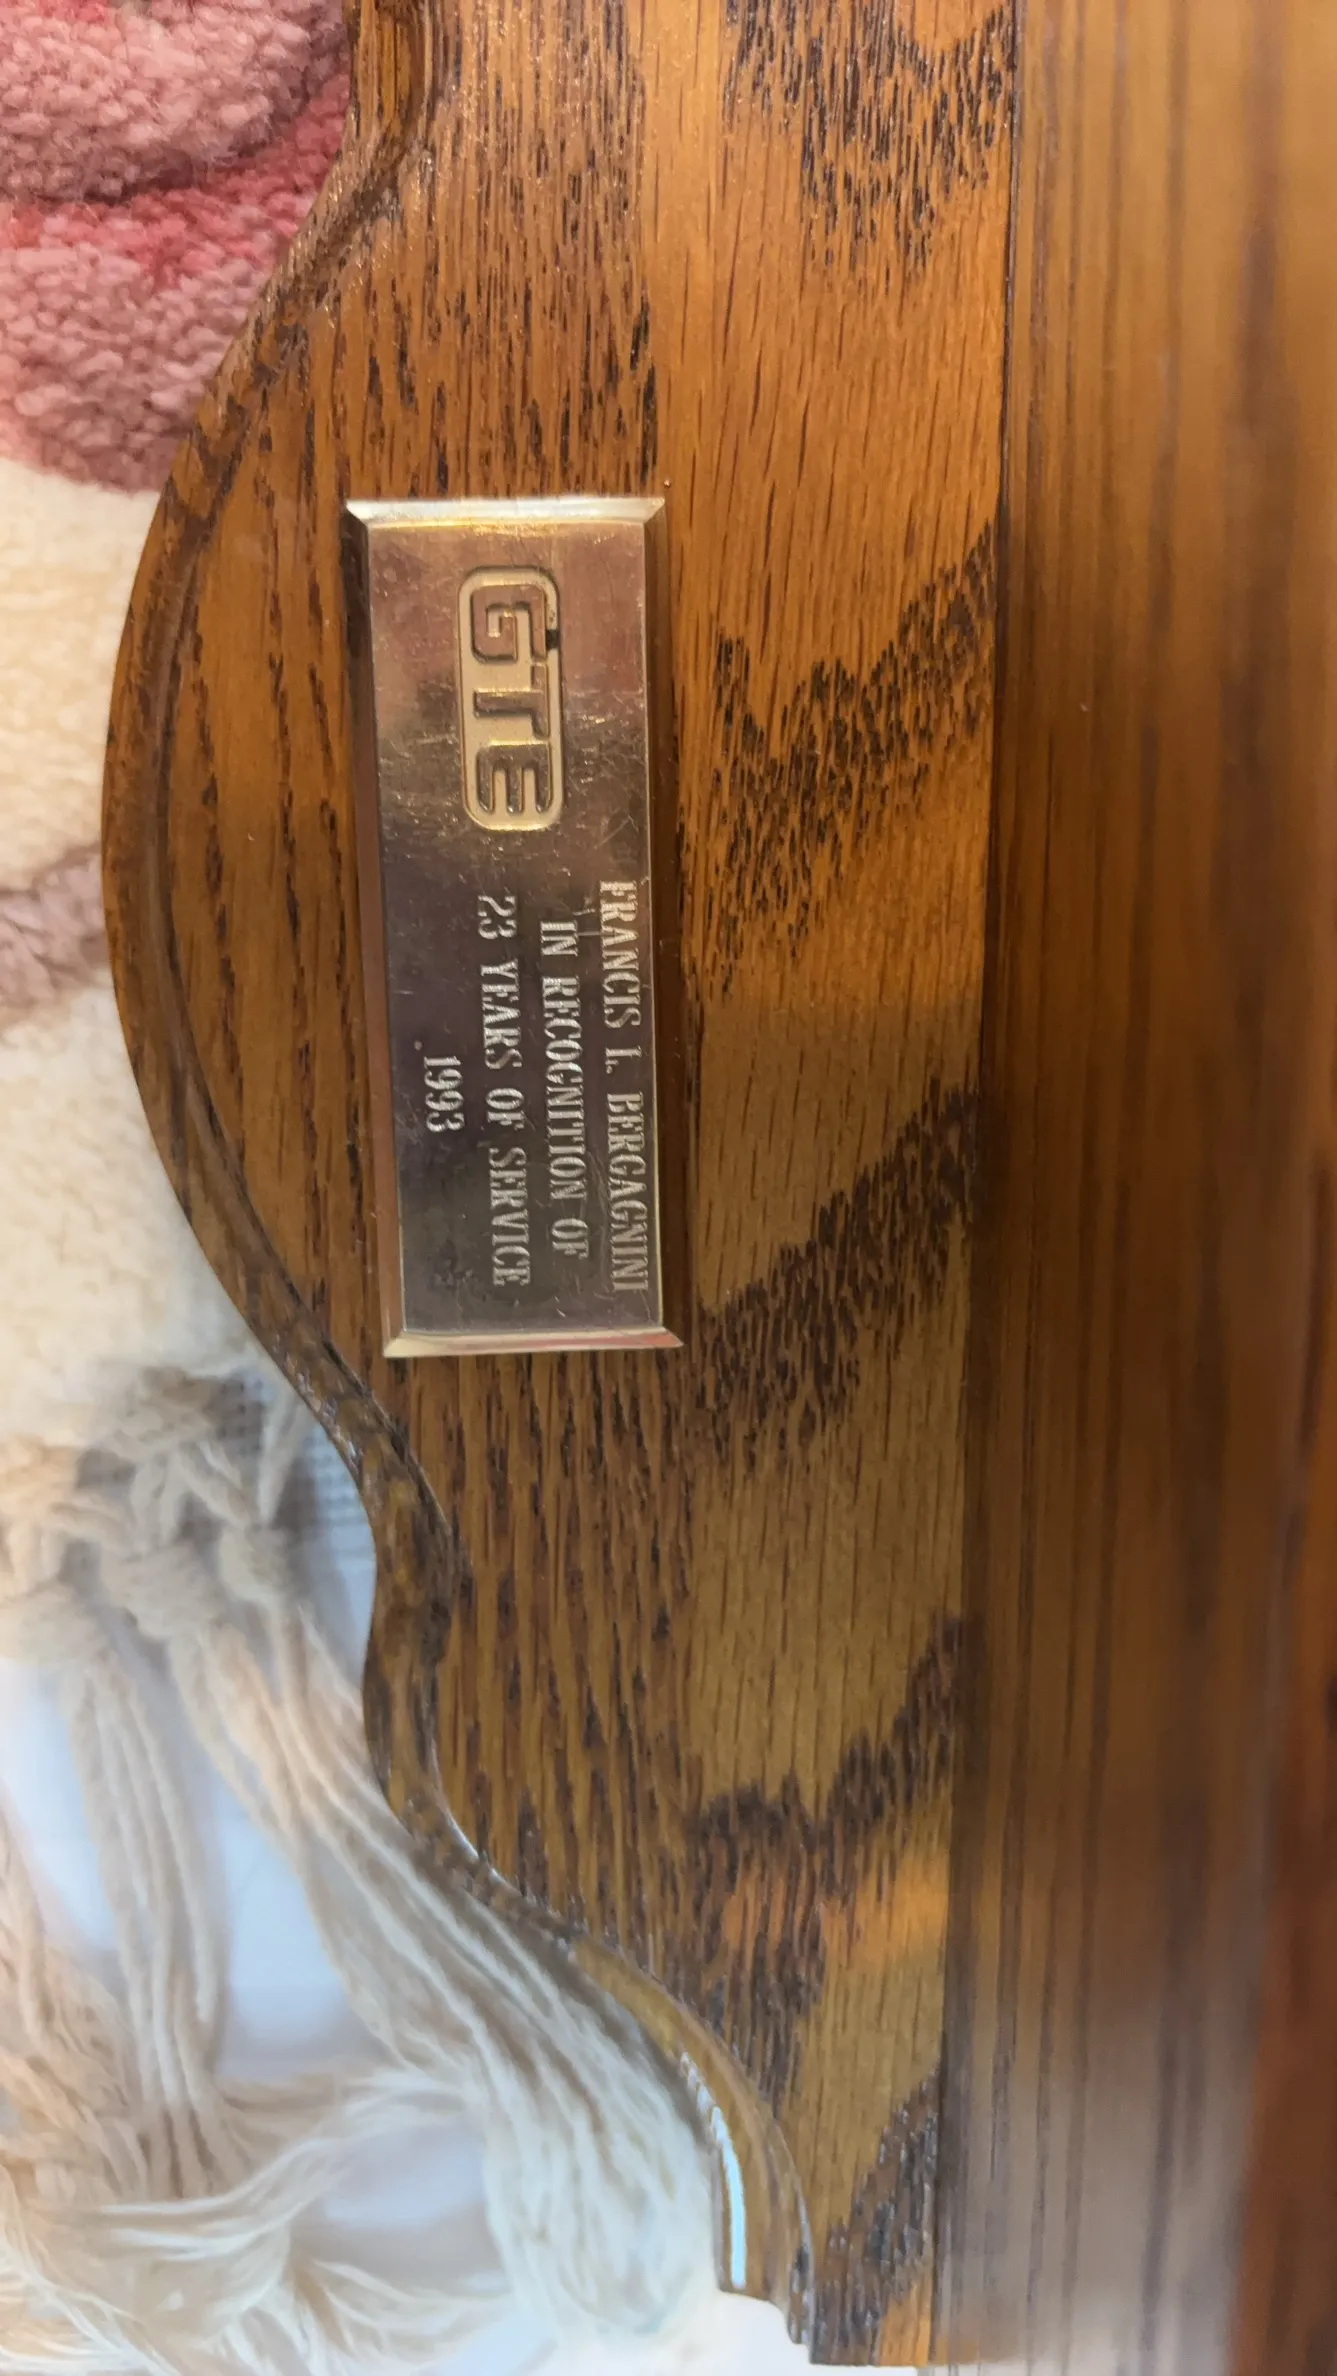 GTE
FRANCIS L. BERGAGNINI
IN RECOGNITION OF
23 YEARS OF SERVICE
1993